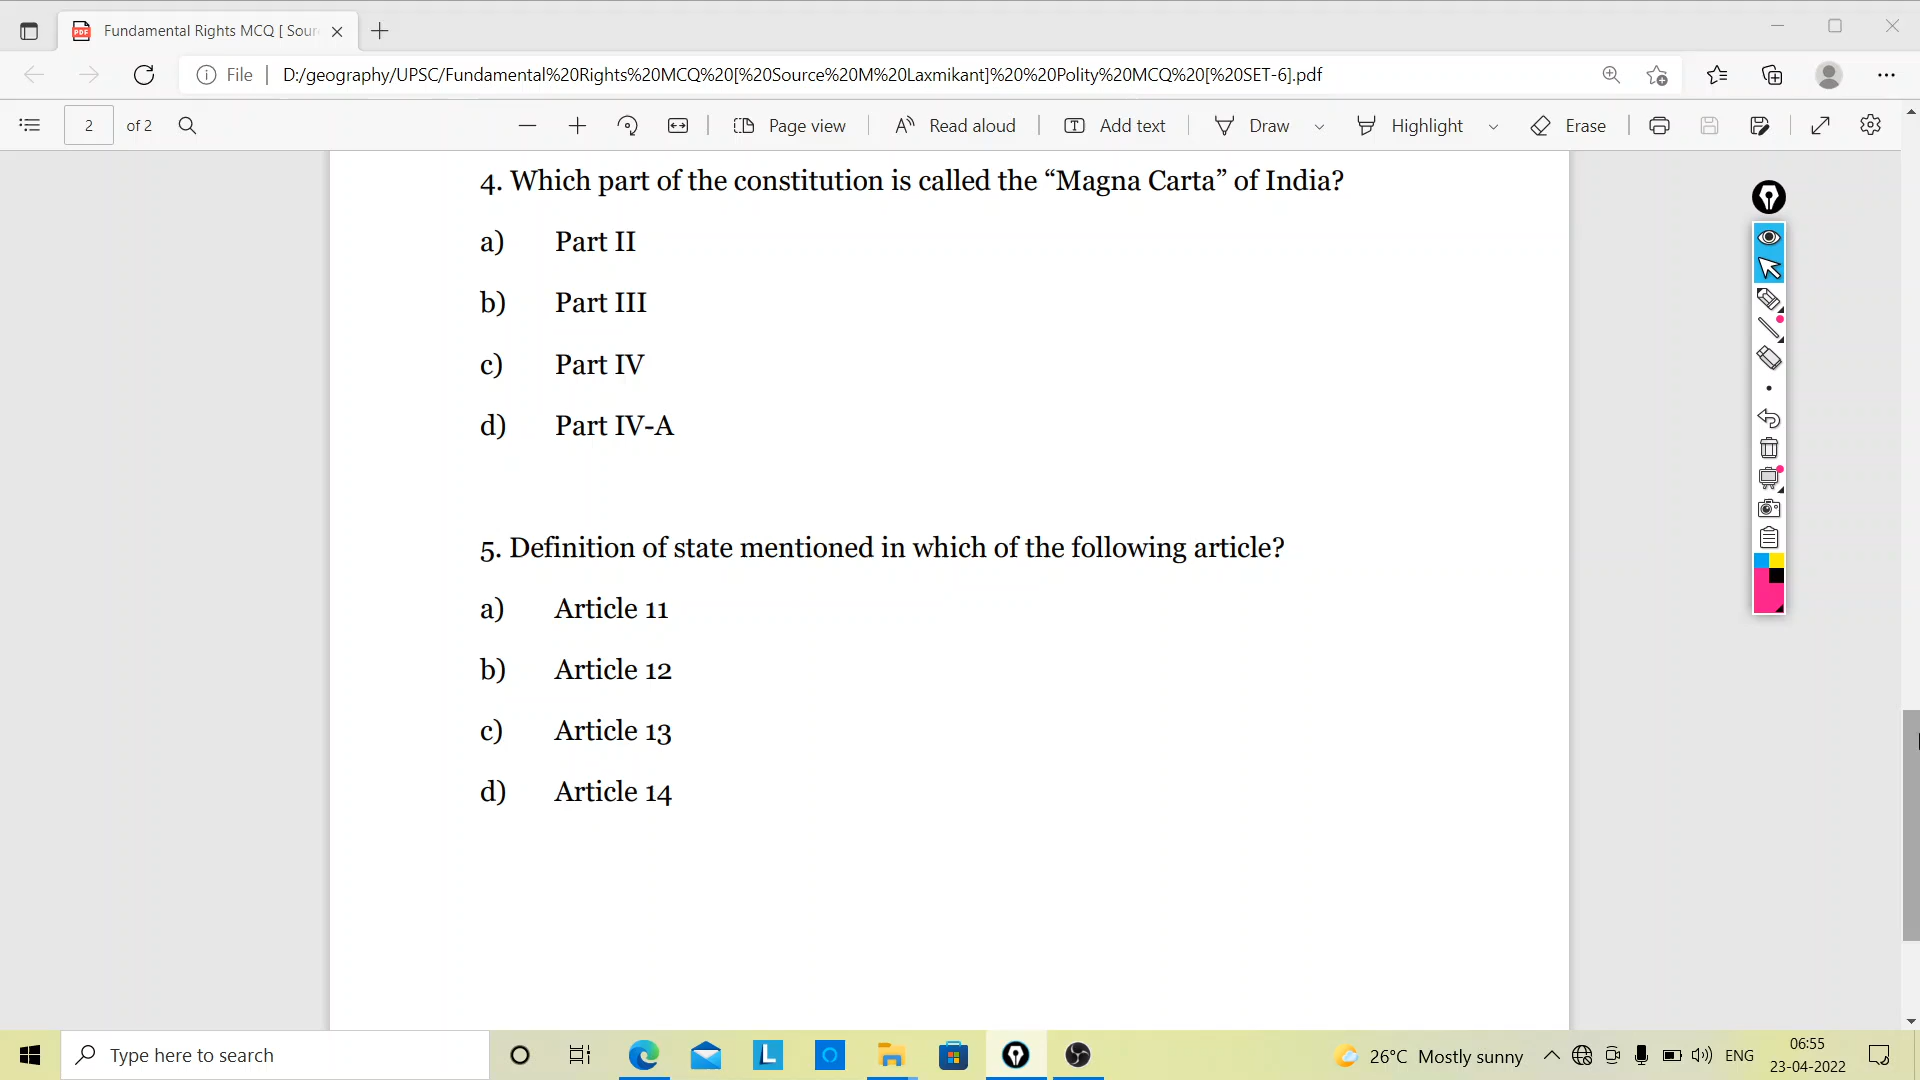 Fundamental Rights MCQ [ Sour
File
D:/geography/UPSC/Fundamental%20Rights%20MCQ%20[%20Source%20M%20Laxmikant]%20%20Polity%20MCQ%20[%20SET-6].pdf
2 of 2 Page view Read aloud Add text Draw Highlight Erase
4. Which part of the constitution is called the “Magna Carta” of India?
a) Part II
b) Part III
c) Part IV
d) Part IV-A
5. Definition of state mentioned in which of the following article?
a) Article 11
b) Article 12
c) Article 13
d) Article 14
Type here to search
26°C Mostly sunny
ENG
06:55
23-04-2022